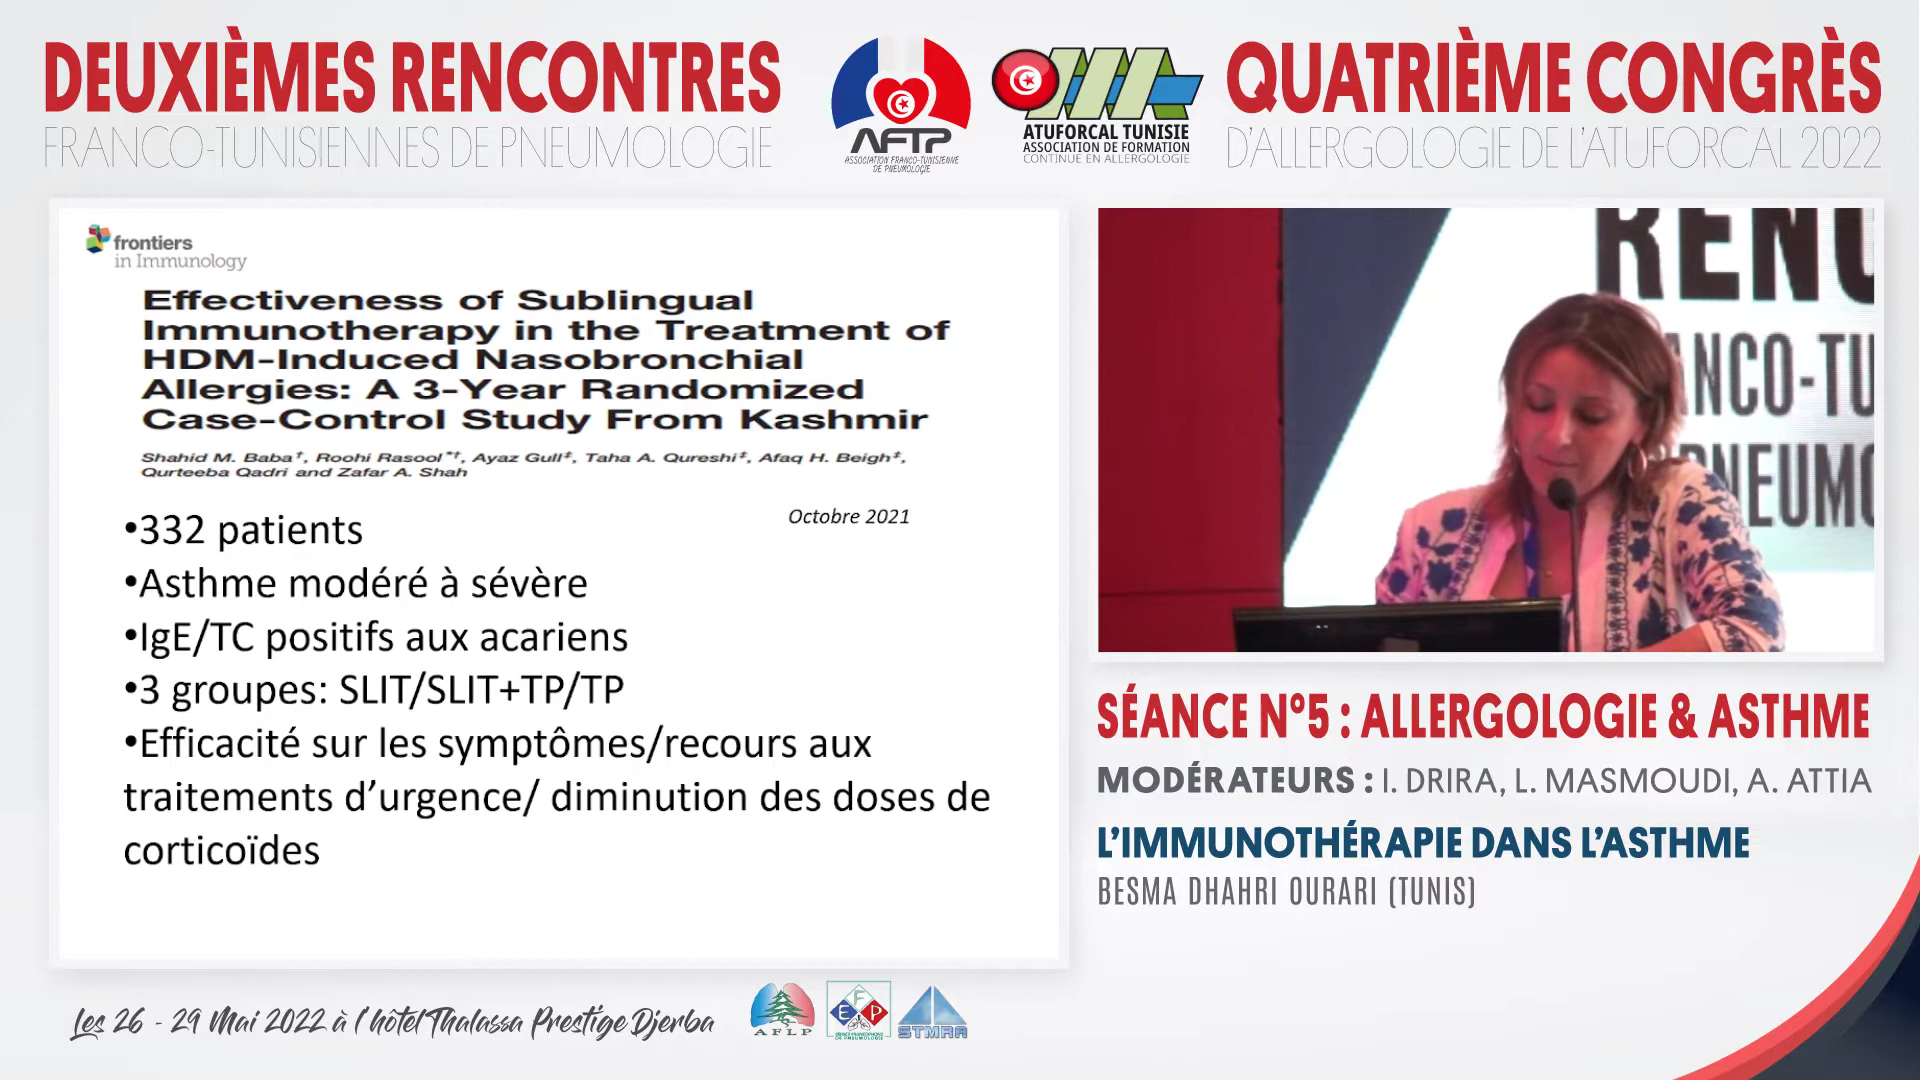 DEUXIÈMES RENCONTRES
FRANCO-TUNISIENNES DE PNEUMOLOGIE
AFTP
ASSOCIATION FRANCO-TUNISIENNE
DE PNEUMOLOGIE
ATUFORCAL TUNISIE
ASSOCIATION DE FORMATION
CONTINUE EN ALLERGOLOGIE
QUATRIÈME CONGRÈS
D'ALLERGOLOGIE DE L'ATUFORCAL 2022
frontiers
in Immunology
Effectiveness of Sublingual
Immunotherapy in the Treatment of
HDM-Induced Nasobronchial
Allergies: A 3-Year Randomized
Case-Control Study From Kashmir
Shahid M. Baba†, Roohi Rasool*†, Ayaz Gull‡, Taha A. Qureshi‡, Afaq H. Beigh‡,
Qurteeba Qadri and Zafar A. Shah
Octobre 2021
•332 patients
•Asthme modéré à sévère
•IgE/TC positifs aux acariens
•3 groupes: SLIT/SLIT+TP/TP
•Efficacité sur les symptômes/recours aux
traitements d'urgence/ diminution des doses de
corticoïdes
RENC
ANCO-TU
PNEUMO
SÉANCE N°5 : ALLERGOLOGIE & ASTHME
MODÉRATEURS : I. DRIRA, L. MASMOUDI, A. ATTIA
L'IMMUNOTHÉRAPIE DANS L'ASTHME
BESMA DHAHRI OURARI (TUNIS)
Les 26 - 29 Mai 2022 à l'hôtel Thalassa Prestige Djerba
AFLP
EFP
ESPACE FRANCOPHONE
DE PNEUMOLOGIE
STMRA